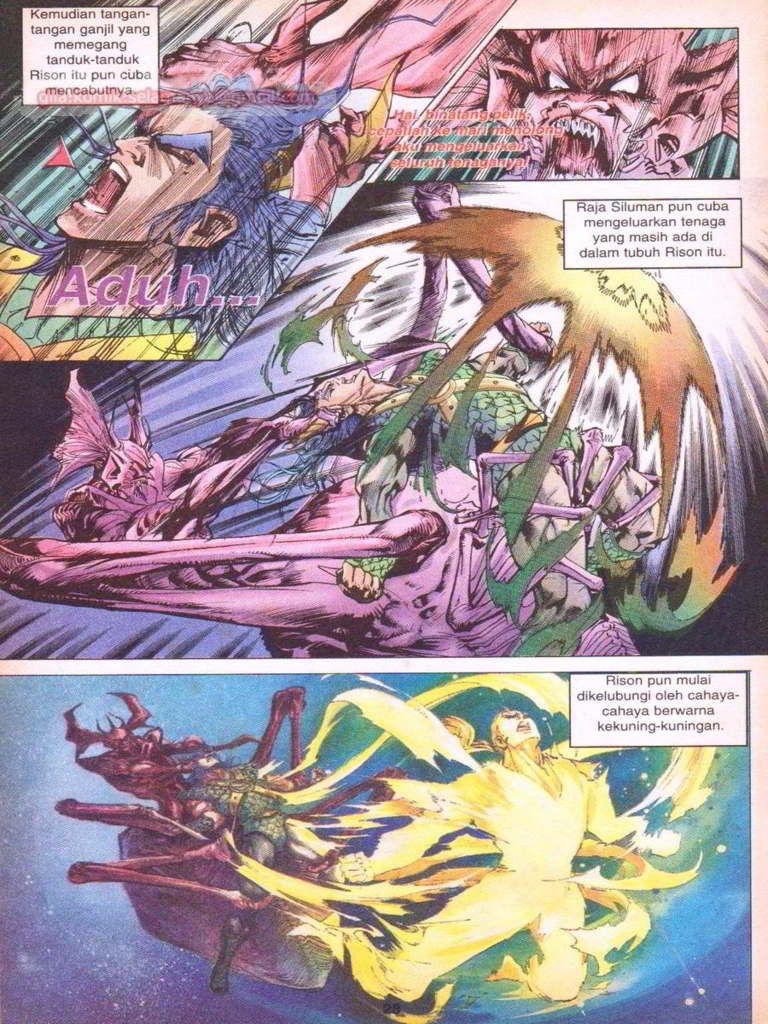 Kemudian tangan-
tangan ganjil yang
memegang
tanduk-tanduk
Rison itu pun cuba
mencabutnya.
Hai, binatang pelik,
cepatlah ke mari menolong
aku mengeluarkan
seluruh tenaganya!
Raja Siluman pun cuba
mengeluarkan tenaga
yang masih ada di
dalam tubuh Rison itu.
Aduh...
Rison pun mulai
dikelubungi oleh cahaya-
cahaya berwarna
kekuning-kuningan.
28